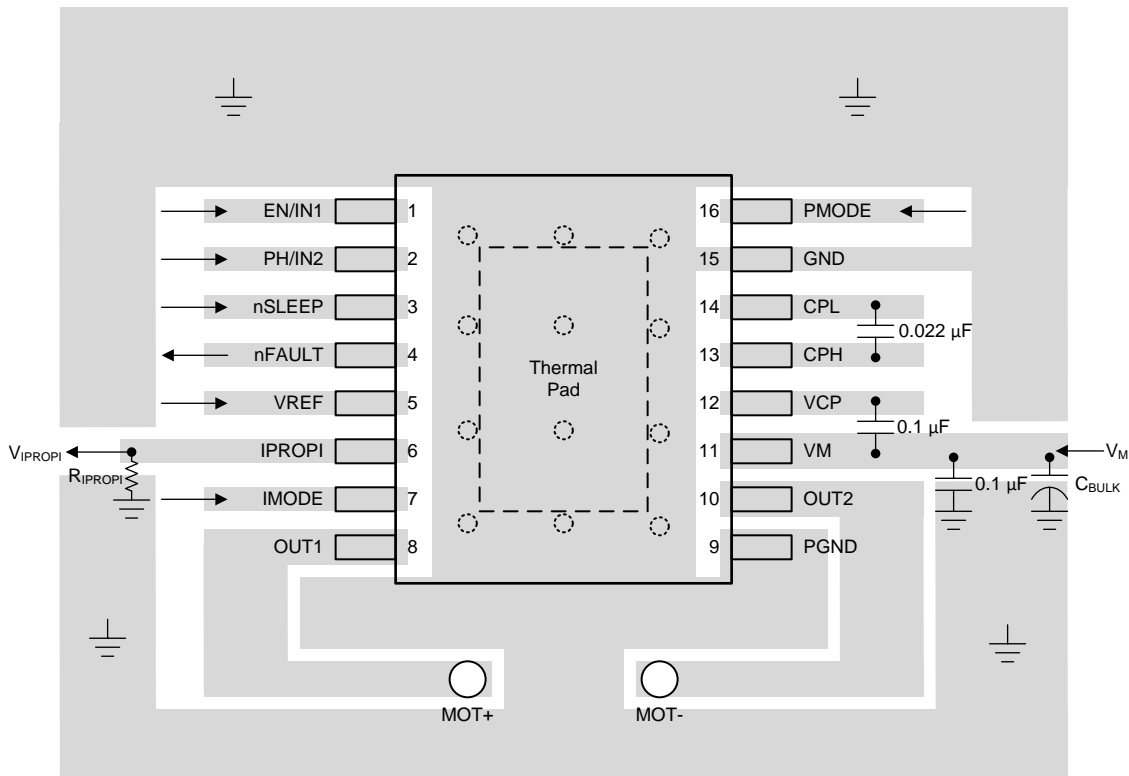 EN/IN1 1 16 PMODE
PH/IN2 2 15 GND
nSLEEP 3 14 CPL
0.022 µF
nFAULT 4 13 CPH
Thermal
Pad
VREF 5 12 VCP
0.1 µF
VIPROPI IPROPI 6 11 VM VM
RIPROPI 0.1 µF CBULK
IMODE 7 10 OUT2
OUT1 8 9 PGND
MOT+ MOT-